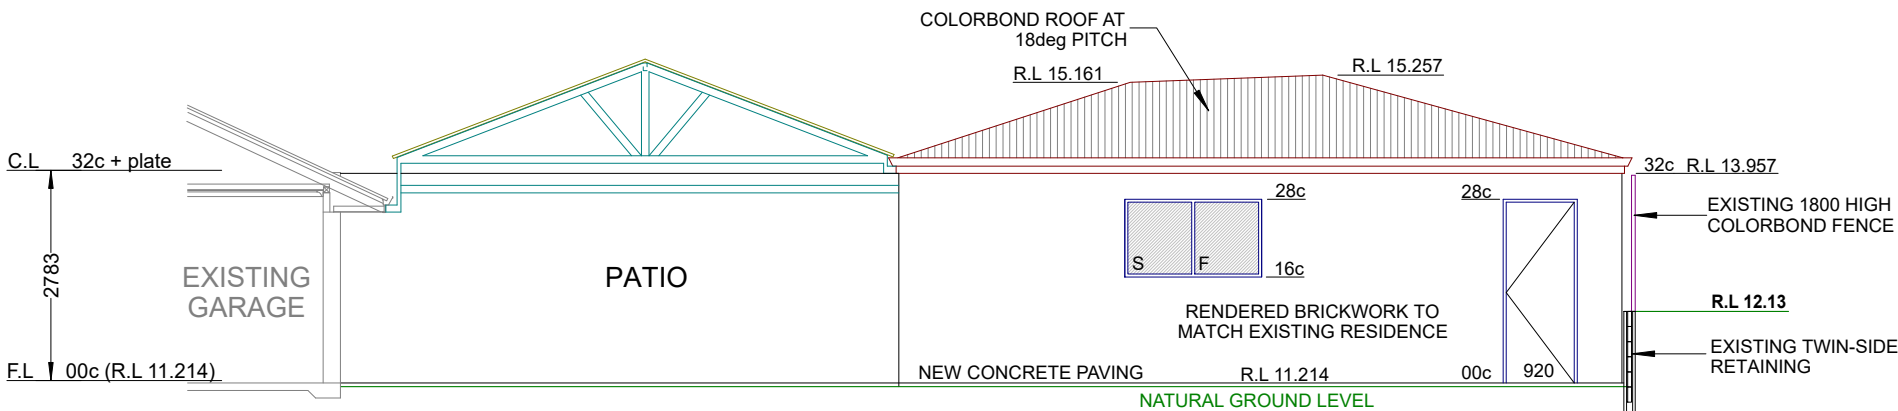 COLORBOND ROOF AT
18deg PITCH
R.L 15.161
R.L 15.257
C.L 32c + plate
32c R.L 13.957
28c
28c
EXISTING 1800 HIGH
COLORBOND FENCE
2783
EXISTING
GARAGE
PATIO
S F
16c
R.L 12.13
RENDERED BRICKWORK TO
MATCH EXISTING RESIDENCE
EXISTING TWIN-SIDE
RETAINING
F.L 00c (R.L 11.214)
NEW CONCRETE PAVING
R.L 11.214
00c
920
NATURAL GROUND LEVEL